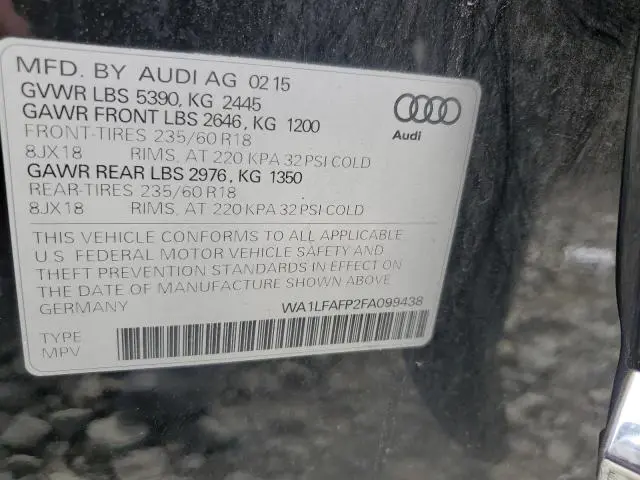 MFD. BY AUDI AG 02 15
GVWR LBS 5390, KG 2445
GAWR FRONT LBS 2646, KG 1200
FRONT-TIRES 235/60 R18
8JX18 RIMS, AT 220 KPA 32 PSI COLD
GAWR REAR LBS 2976, KG 1350
REAR-TIRES 235/60 R18
8JX18 RIMS, AT 220 KPA 32 PSI COLD
Audi
THIS VEHICLE CONFORMS TO ALL APPLICABLE
U.S. FEDERAL MOTOR VEHICLE SAFETY AND
THEFT PREVENTION STANDARDS IN EFFECT ON
THE DATE OF MANUFACTURE SHOWN ABOVE
GERMANY WA1LFAFP2FA099438
TYPE
MPV